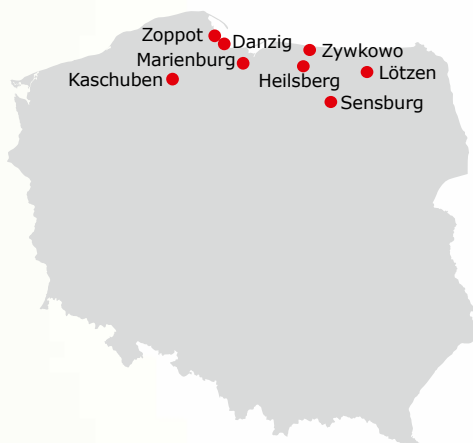 Zoppot
Danzig
Zywkowo
Marienburg
Lötzen
Kaschuben
Heilsberg
Sensburg